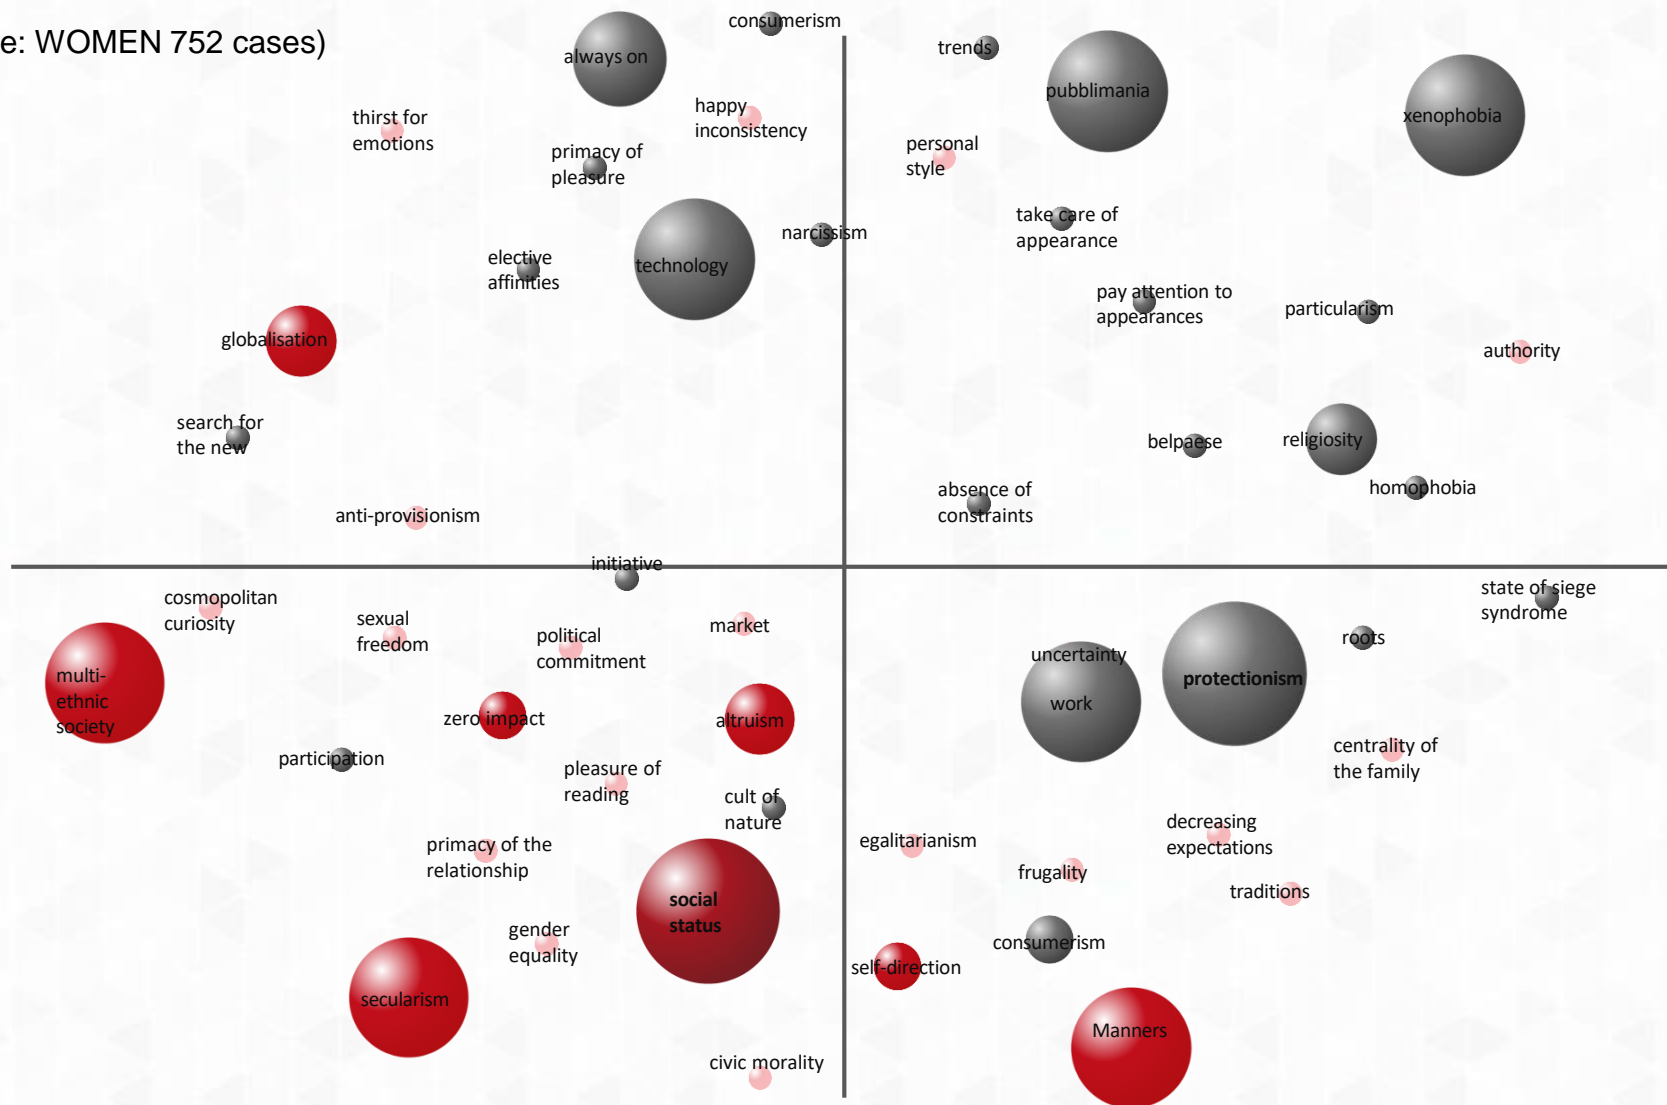 e: WOMEN 752 cases)
consumerism
always on
trends
pubblimania
xenophobia
thirst for
emotions
happy
inconsistency
primacy of
pleasure
personal
style
take care of
appearance
narcissism
elective
affinities
technology
pay attention to
appearances
particularism
globalisation
authority
search for
the new
belpaese
religiosity
homophobia
absence of
constraints
anti-provisionism
initiative
cosmopolitan
curiosity
sexual
freedom
political
commitment
market
state of siege
syndrome
roots
uncertainty
work
protectionism
multi-
ethnic
society
zero impact
altruism
participation
pleasure of
reading
cult of
nature
centrality of
the family
primacy of the
relationship
egalitarianism
decreasing
expectations
frugality
traditions
social
status
gender
equality
consumerism
self-direction
secularism
Manners
civic morality